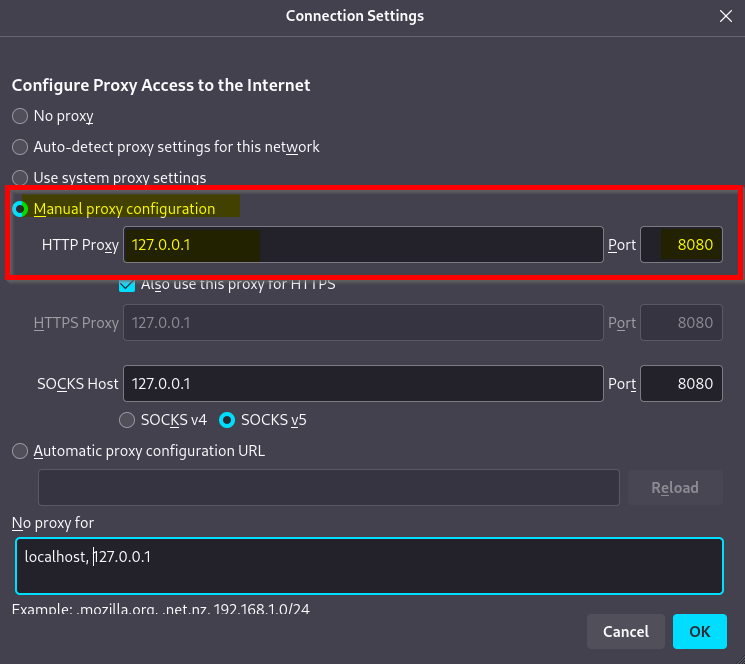 Connection Settings
Configure Proxy Access to the Internet
No proxy
Auto-detect proxy settings for this network
Use system proxy settings
Manual proxy configuration
HTTP Proxy 127.0.0.1 Port 8080
Also use this proxy for HTTPS
HTTPS Proxy 127.0.0.1 Port 8080
SOCKS Host 127.0.0.1 Port 8080
SOCKS v4 SOCKS v5
Automatic proxy configuration URL
Reload
No proxy for
localhost, 127.0.0.1
Example: .mozilla.org, .net.nz, 192.168.1.0/24
Cancel OK